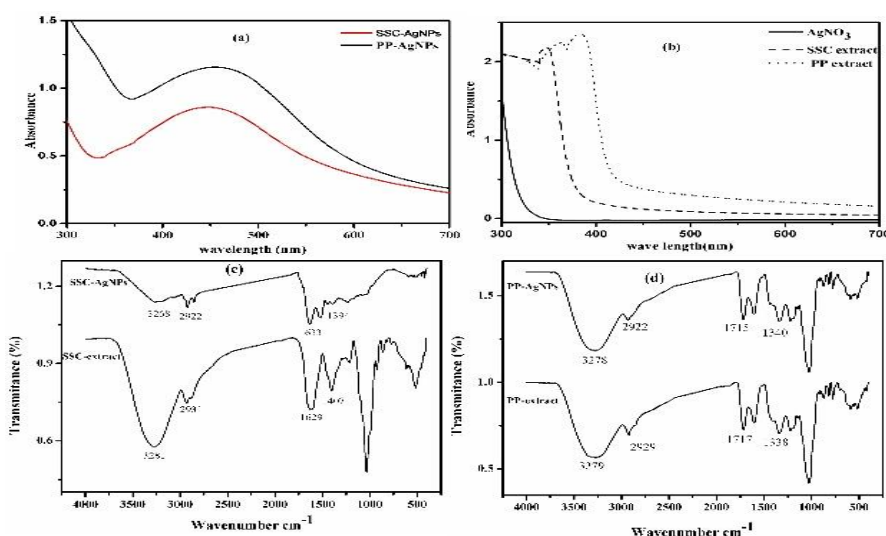 (a)
SSC-AgNPs
PP-AgNPs
1.5
1.0
0.5
0.0
Absorbance
300 400 500 600 700
wavelength (nm)
(b)
AgNO3
SSC extract
PP extract
2
1
0
Absorbance
300 400 500 600 700
wave length(nm)
(c)
SSC-AgNPs
2922
SSC-extract
1.2
0.9
0.6
Transmitance (%)
4000 3500 3000 2500 2000 1500 1000 500
Wavenumber cm-1
(d)
PP-AgNPs
3278
2922
1715
1340
PP-extract
3379
2929
1717
1338
1.5
1.0
0.5
Transmitance (%)
4000 3500 3000 2500 2000 1500 1000 500
Wavenumber cm-1